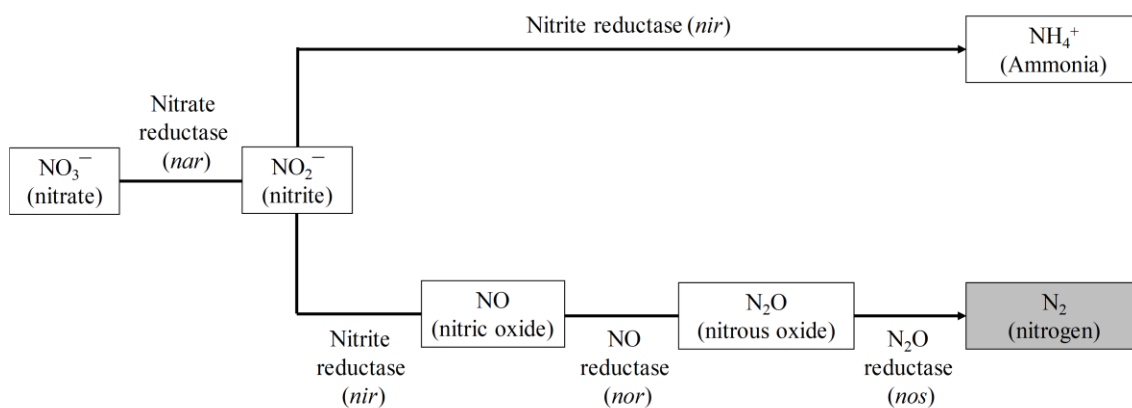 Nitrite reductase (nir)
NH₄⁺
(Ammonia)
Nitrate
reductase
(nar)
NO₃⁻
(nitrate)
NO₂⁻
(nitrite)
NO
(nitric oxide)
N₂O
(nitrous oxide)
N₂
(nitrogen)
Nitrite
reductase
(nir)
NO
reductase
(nor)
N₂O
reductase
(nos)